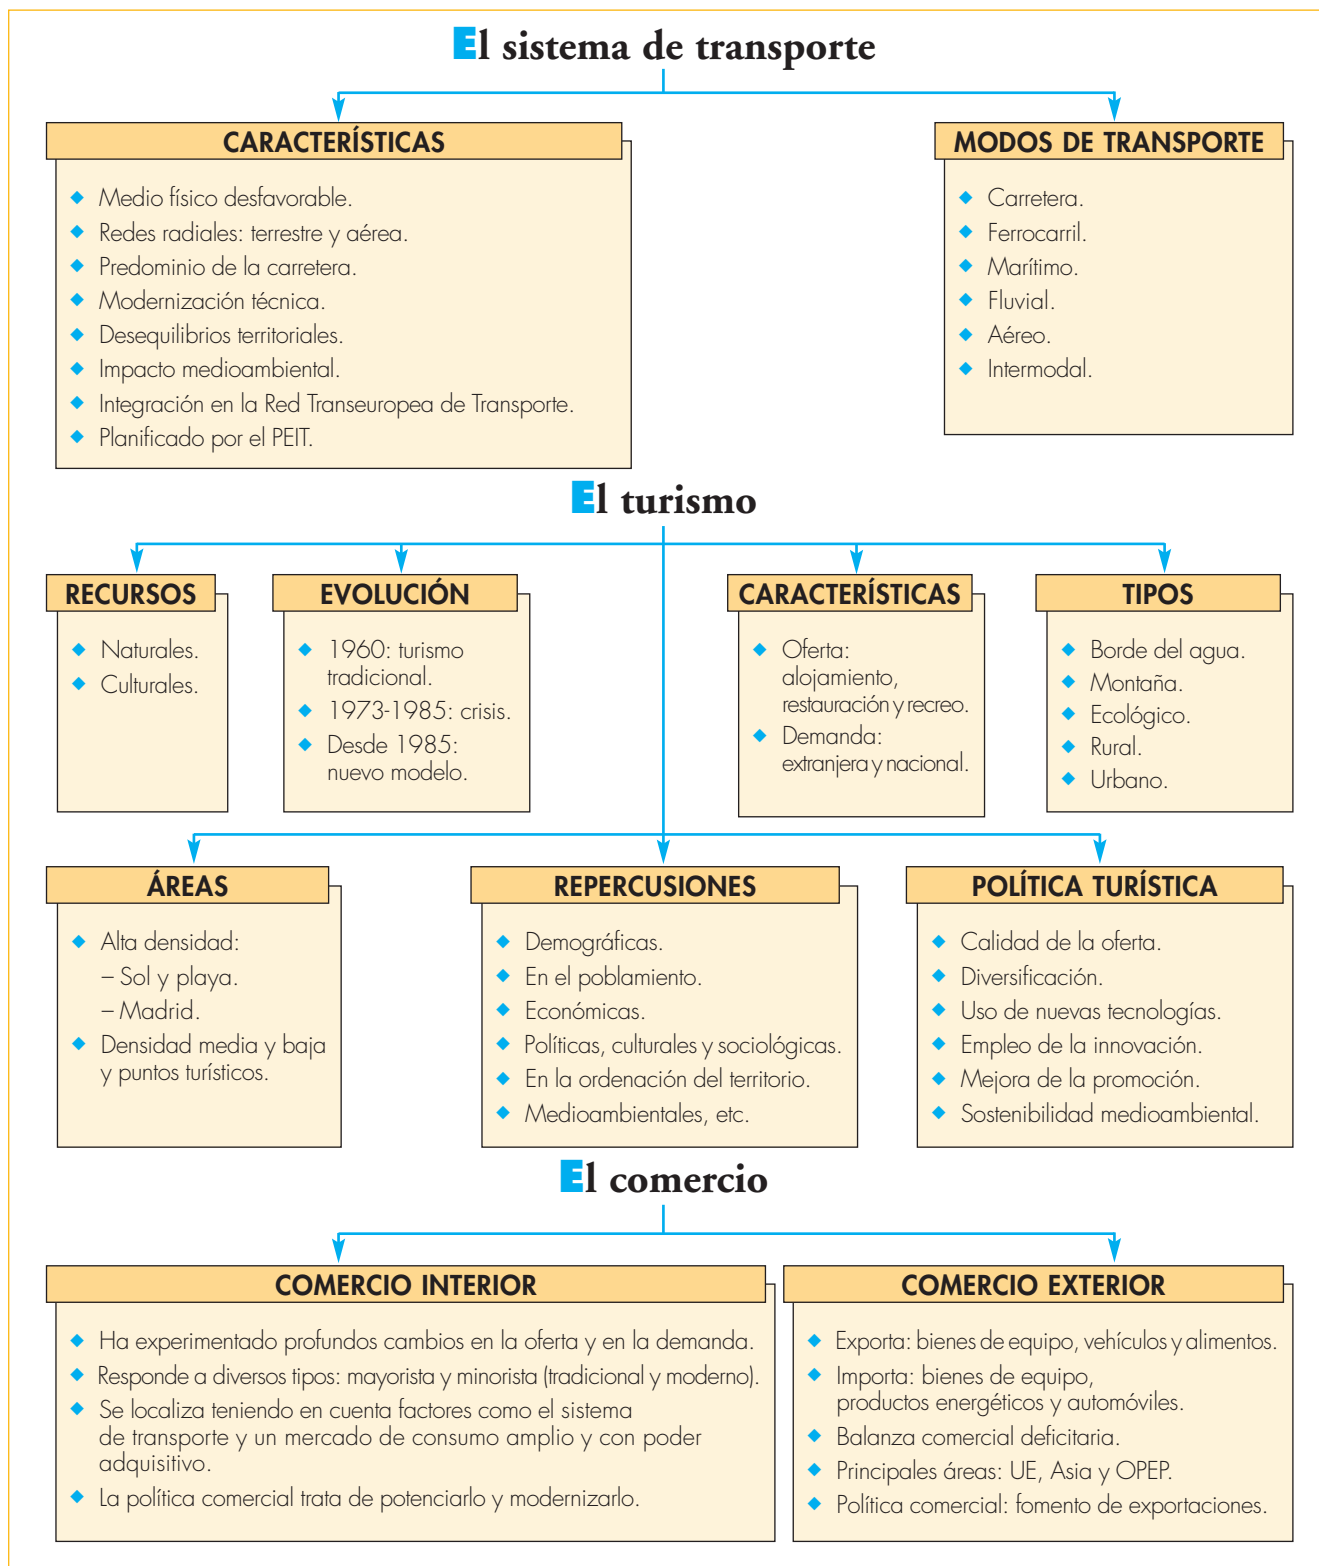 El sistema de transporte
CARACTERÍSTICAS
Medio físico desfavorable.
Redes radiales: terrestre y aérea.
Predominio de la carretera.
Modernización técnica.
Desequilibrios territoriales.
Impacto medioambiental.
Integración en la Red Transeuropea de Transporte.
Planificado por el PEIT.
MODOS DE TRANSPORTE
Carretera.
Ferrocarril.
Marítimo.
Fluvial.
Aéreo.
Intermodal.
El turismo
RECURSOS
Naturales.
Culturales.
EVOLUCIÓN
1960: turismo
tradicional.
1973-1985: crisis.
Desde 1985:
nuevo modelo.
CARACTERÍSTICAS
Oferta:
alojamiento,
restauración y recreo.
Demanda:
extranjera y nacional.
TIPOS
Borde del agua.
Montaña.
Ecológico.
Rural.
Urbano.
ÁREAS
Alta densidad:
– Sol y playa.
– Madrid.
Densidad media y baja
y puntos turísticos.
REPERCUSIONES
Demográficas.
En el poblamiento.
Económicas.
Políticas, culturales y sociológicas.
En la ordenación del territorio.
Medioambientales, etc.
POLÍTICA TURÍSTICA
Calidad de la oferta.
Diversificación.
Uso de nuevas tecnologías.
Empleo de la innovación.
Mejora de la promoción.
Sostenibilidad medioambiental.
El comercio
COMERCIO INTERIOR
Ha experimentado profundos cambios en la oferta y en la demanda.
Responde a diversos tipos: mayorista y minorista (tradicional y moderno).
Se localiza teniendo en cuenta factores como el sistema
de transporte y un mercado de consumo amplio y con poder
adquisitivo.
La política comercial trata de potenciarlo y modernizarlo.
COMERCIO EXTERIOR
Exporta: bienes de equipo, vehículos y alimentos.
Importa: bienes de equipo,
productos energéticos y automóviles.
Balanza comercial deficitaria.
Principales áreas: UE, Asia y OPEP.
Política comercial: fomento de exportaciones.